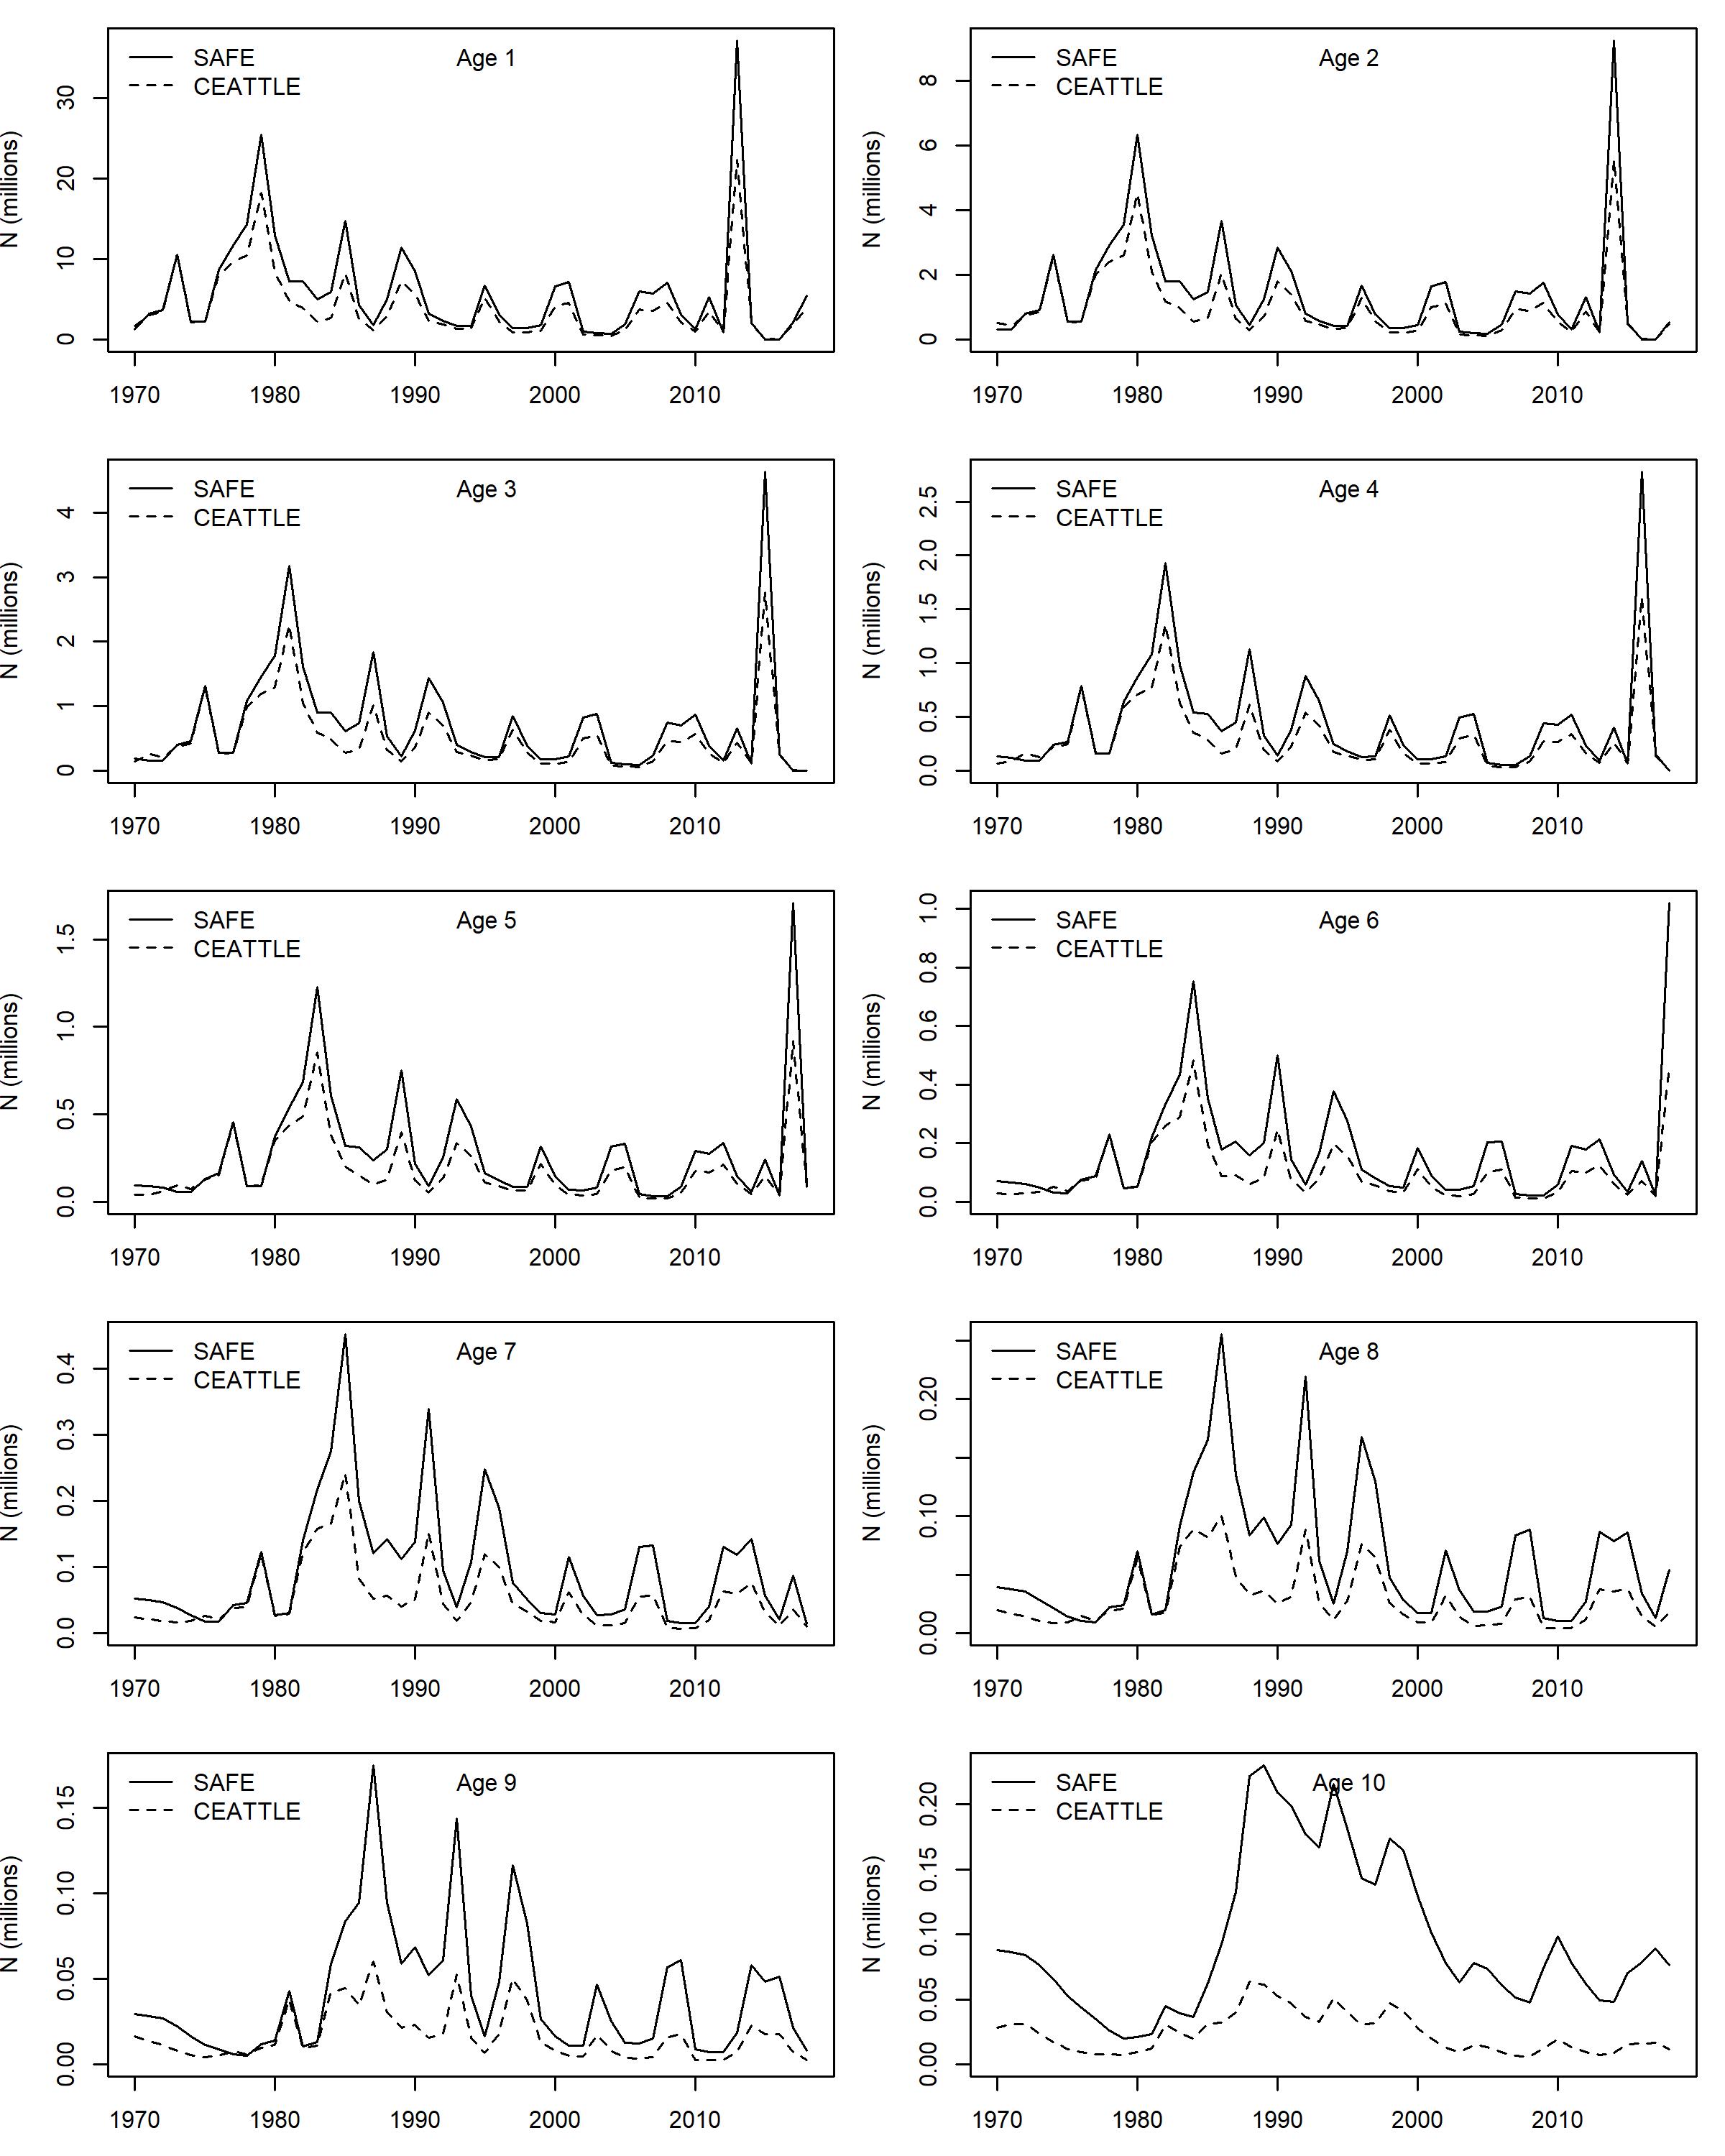 SAFE
CEATTLE
Age 1
N (millions)
0 10 20 30
1970 1980 1990 2000 2010
SAFE
CEATTLE
Age 2
N (millions)
0 2 4 6 8
1970 1980 1990 2000 2010
SAFE
CEATTLE
Age 3
N (millions)
0 1 2 3 4
1970 1980 1990 2000 2010
SAFE
CEATTLE
Age 4
N (millions)
0.0 0.5 1.0 1.5 2.0 2.5
1970 1980 1990 2000 2010
SAFE
CEATTLE
Age 5
N (millions)
0.0 0.5 1.0 1.5
1970 1980 1990 2000 2010
SAFE
CEATTLE
Age 6
N (millions)
0.0 0.2 0.4 0.6 0.8 1.0
1970 1980 1990 2000 2010
SAFE
CEATTLE
Age 7
N (millions)
0.0 0.1 0.2 0.3 0.4
1970 1980 1990 2000 2010
SAFE
CEATTLE
Age 8
N (millions)
0.00 0.10 0.20
1970 1980 1990 2000 2010
SAFE
CEATTLE
Age 9
N (millions)
0.00 0.05 0.10 0.15
1970 1980 1990 2000 2010
SAFE
CEATTLE
Age 10
N (millions)
0.00 0.05 0.10 0.15 0.20
1970 1980 1990 2000 2010